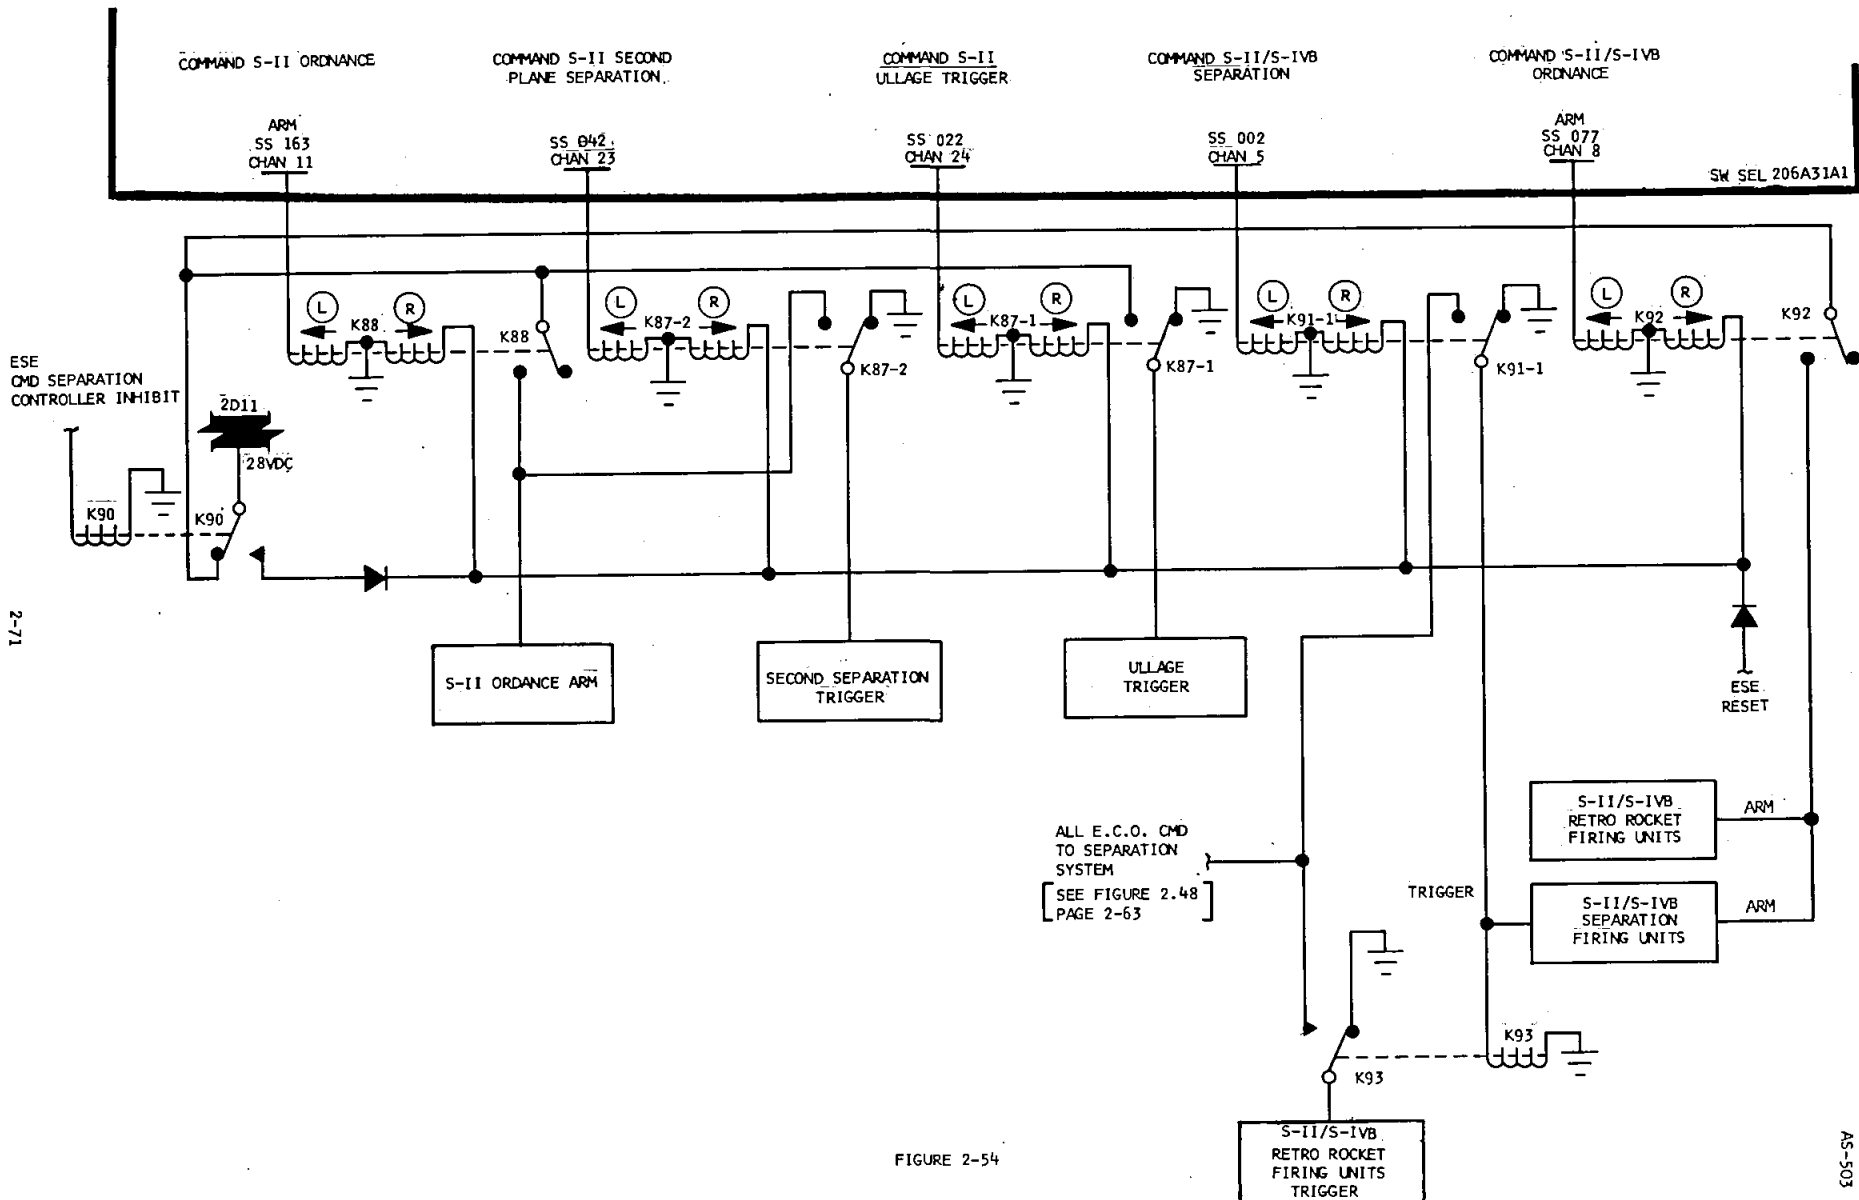 COMMAND S-II ORDNANCE
COMMAND S-II SECOND
PLANE SEPARATION
COMMAND S-II
ULLAGE TRIGGER
COMMAND S-II/S-IVB
SEPARATION
COMMAND S-II/S-IVB
ORDNANCE
ARM
SS 163
CHAN 11
SS 042
CHAN 23
SS 022
CHAN 24
SS 002
CHAN 5
ARM
SS 077
CHAN 8
SW SEL 206A31A1
L
R
K88
K88
L
R
K87-2
K87-2
L
R
K87-1
K87-1
L
R
K91-1
K91-1
L
R
K92
K92
ESE
CMD SEPARATION
CONTROLLER INHIBIT
2D11
28VDC
K90
K90
S-II ORDANCE ARM
SECOND SEPARATION
TRIGGER
ULLAGE
TRIGGER
ESE
RESET
2-71
ALL E.C.O. CMD
TO SEPARATION
SYSTEM
SEE FIGURE 2.48
PAGE 2-63
TRIGGER
S-II/S-IVB
RETRO ROCKET
FIRING UNITS
ARM
S-II/S-IVB
SEPARATION
FIRING UNITS
ARM
K93
K93
S-II/S-IVB
RETRO ROCKET
FIRING UNITS
TRIGGER
FIGURE 2-54
AS-503